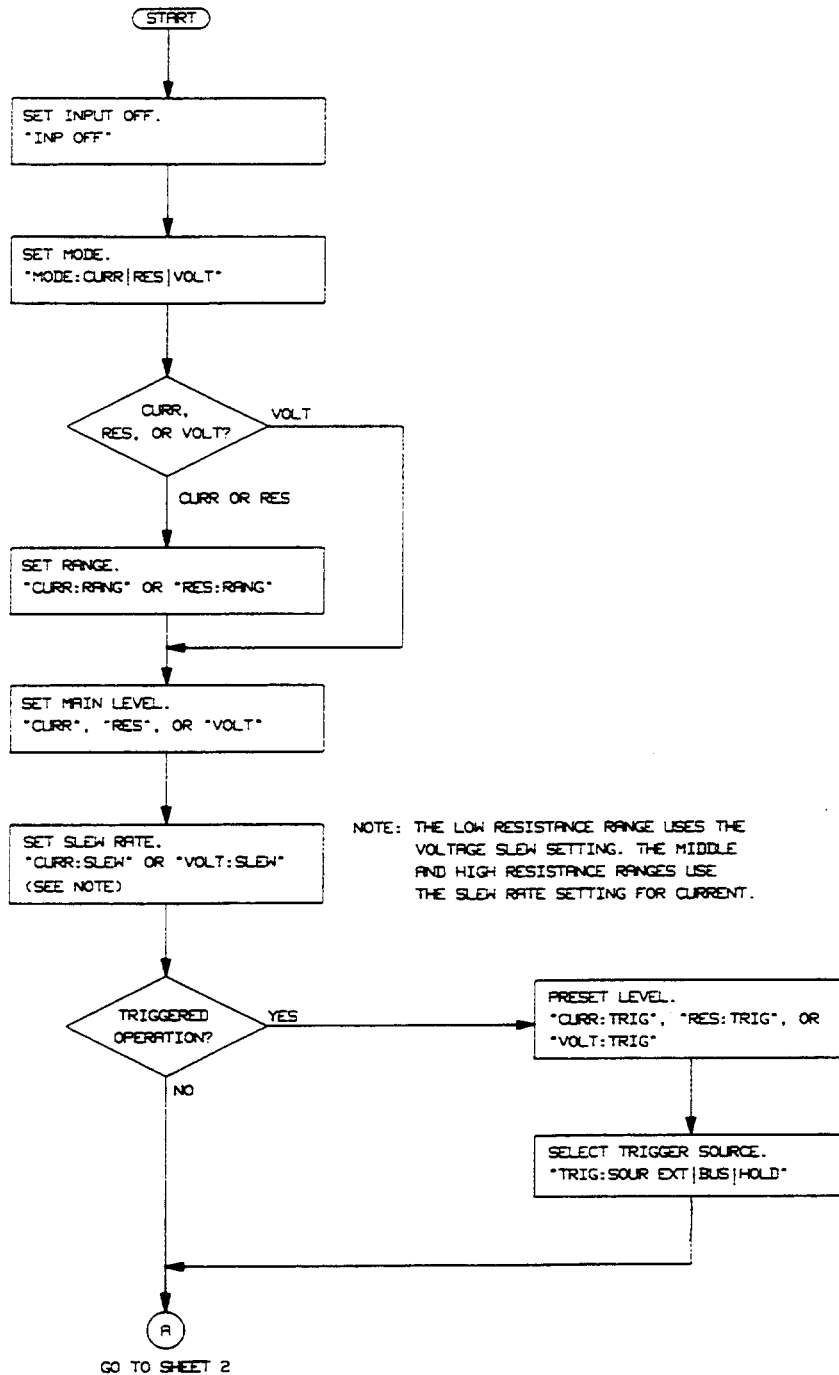 START
SET INPUT OFF.
"INP OFF"
SET MODE.
"MODE:CURR|RES|VOLT"
CURR,
RES, OR VOLT?
VOLT
CURR OR RES
SET RANGE.
"CURR:RANG" OR "RES:RANG"
SET MAIN LEVEL.
"CURR", "RES", OR "VOLT"
SET SLEW RATE.
"CURR:SLEW" OR "VOLT:SLEW"
(SEE NOTE)
NOTE: THE LOW RESISTANCE RANGE USES THE
VOLTAGE SLEW SETTING. THE MIDDLE
AND HIGH RESISTANCE RANGES USE
THE SLEW RATE SETTING FOR CURRENT.
TRIGGERED
OPERATION?
YES
NO
PRESET LEVEL.
"CURR:TRIG", "RES:TRIG", OR
"VOLT:TRIG"
SELECT TRIGGER SOURCE.
"TRIG:SOUR EXT|BUS|HOLD"
A
GO TO SHEET 2